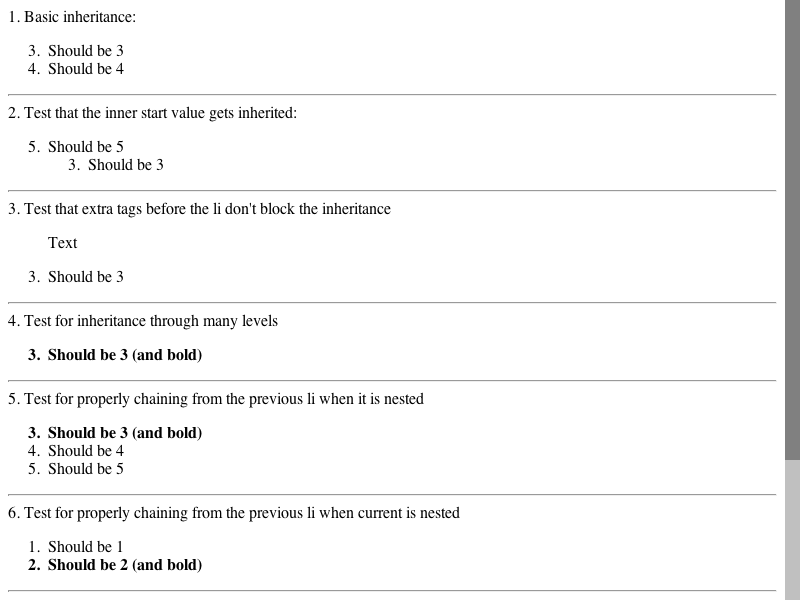 1. Basic inheritance:
3. Should be 3
4. Should be 4
2. Test that the inner start value gets inherited:
5. Should be 5
3. Should be 3
3. Test that extra tags before the li don't block the inheritance
Text
3. Should be 3
4. Test for inheritance through many levels
3. Should be 3 (and bold)
5. Test for properly chaining from the previous li when it is nested
3. Should be 3 (and bold)
4. Should be 4
5. Should be 5
6. Test for properly chaining from the previous li when current is nested
1. Should be 1
2. Should be 2 (and bold)